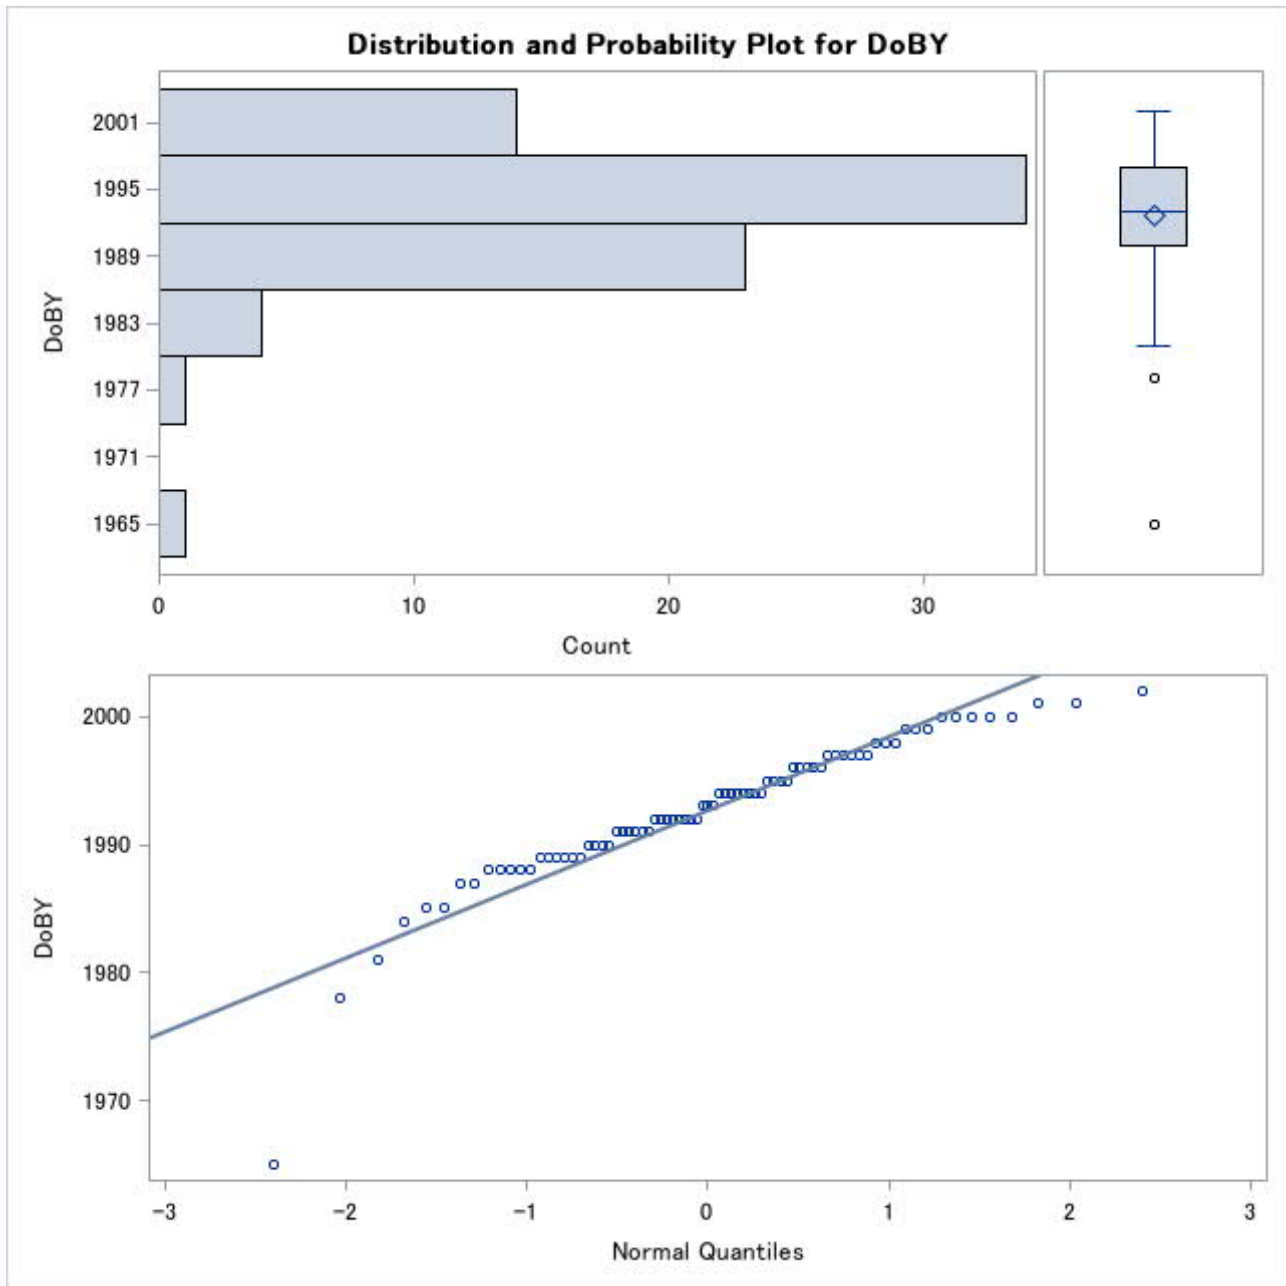 Distribution and Probability Plot for DoBY
2001
1995
1989
1983
1977
1971
1965
DoBY
0 10 20 30
Count
2000
1990
1980
1970
DoBY
−3 −2 −1 0 1 2 3
Normal Quantiles